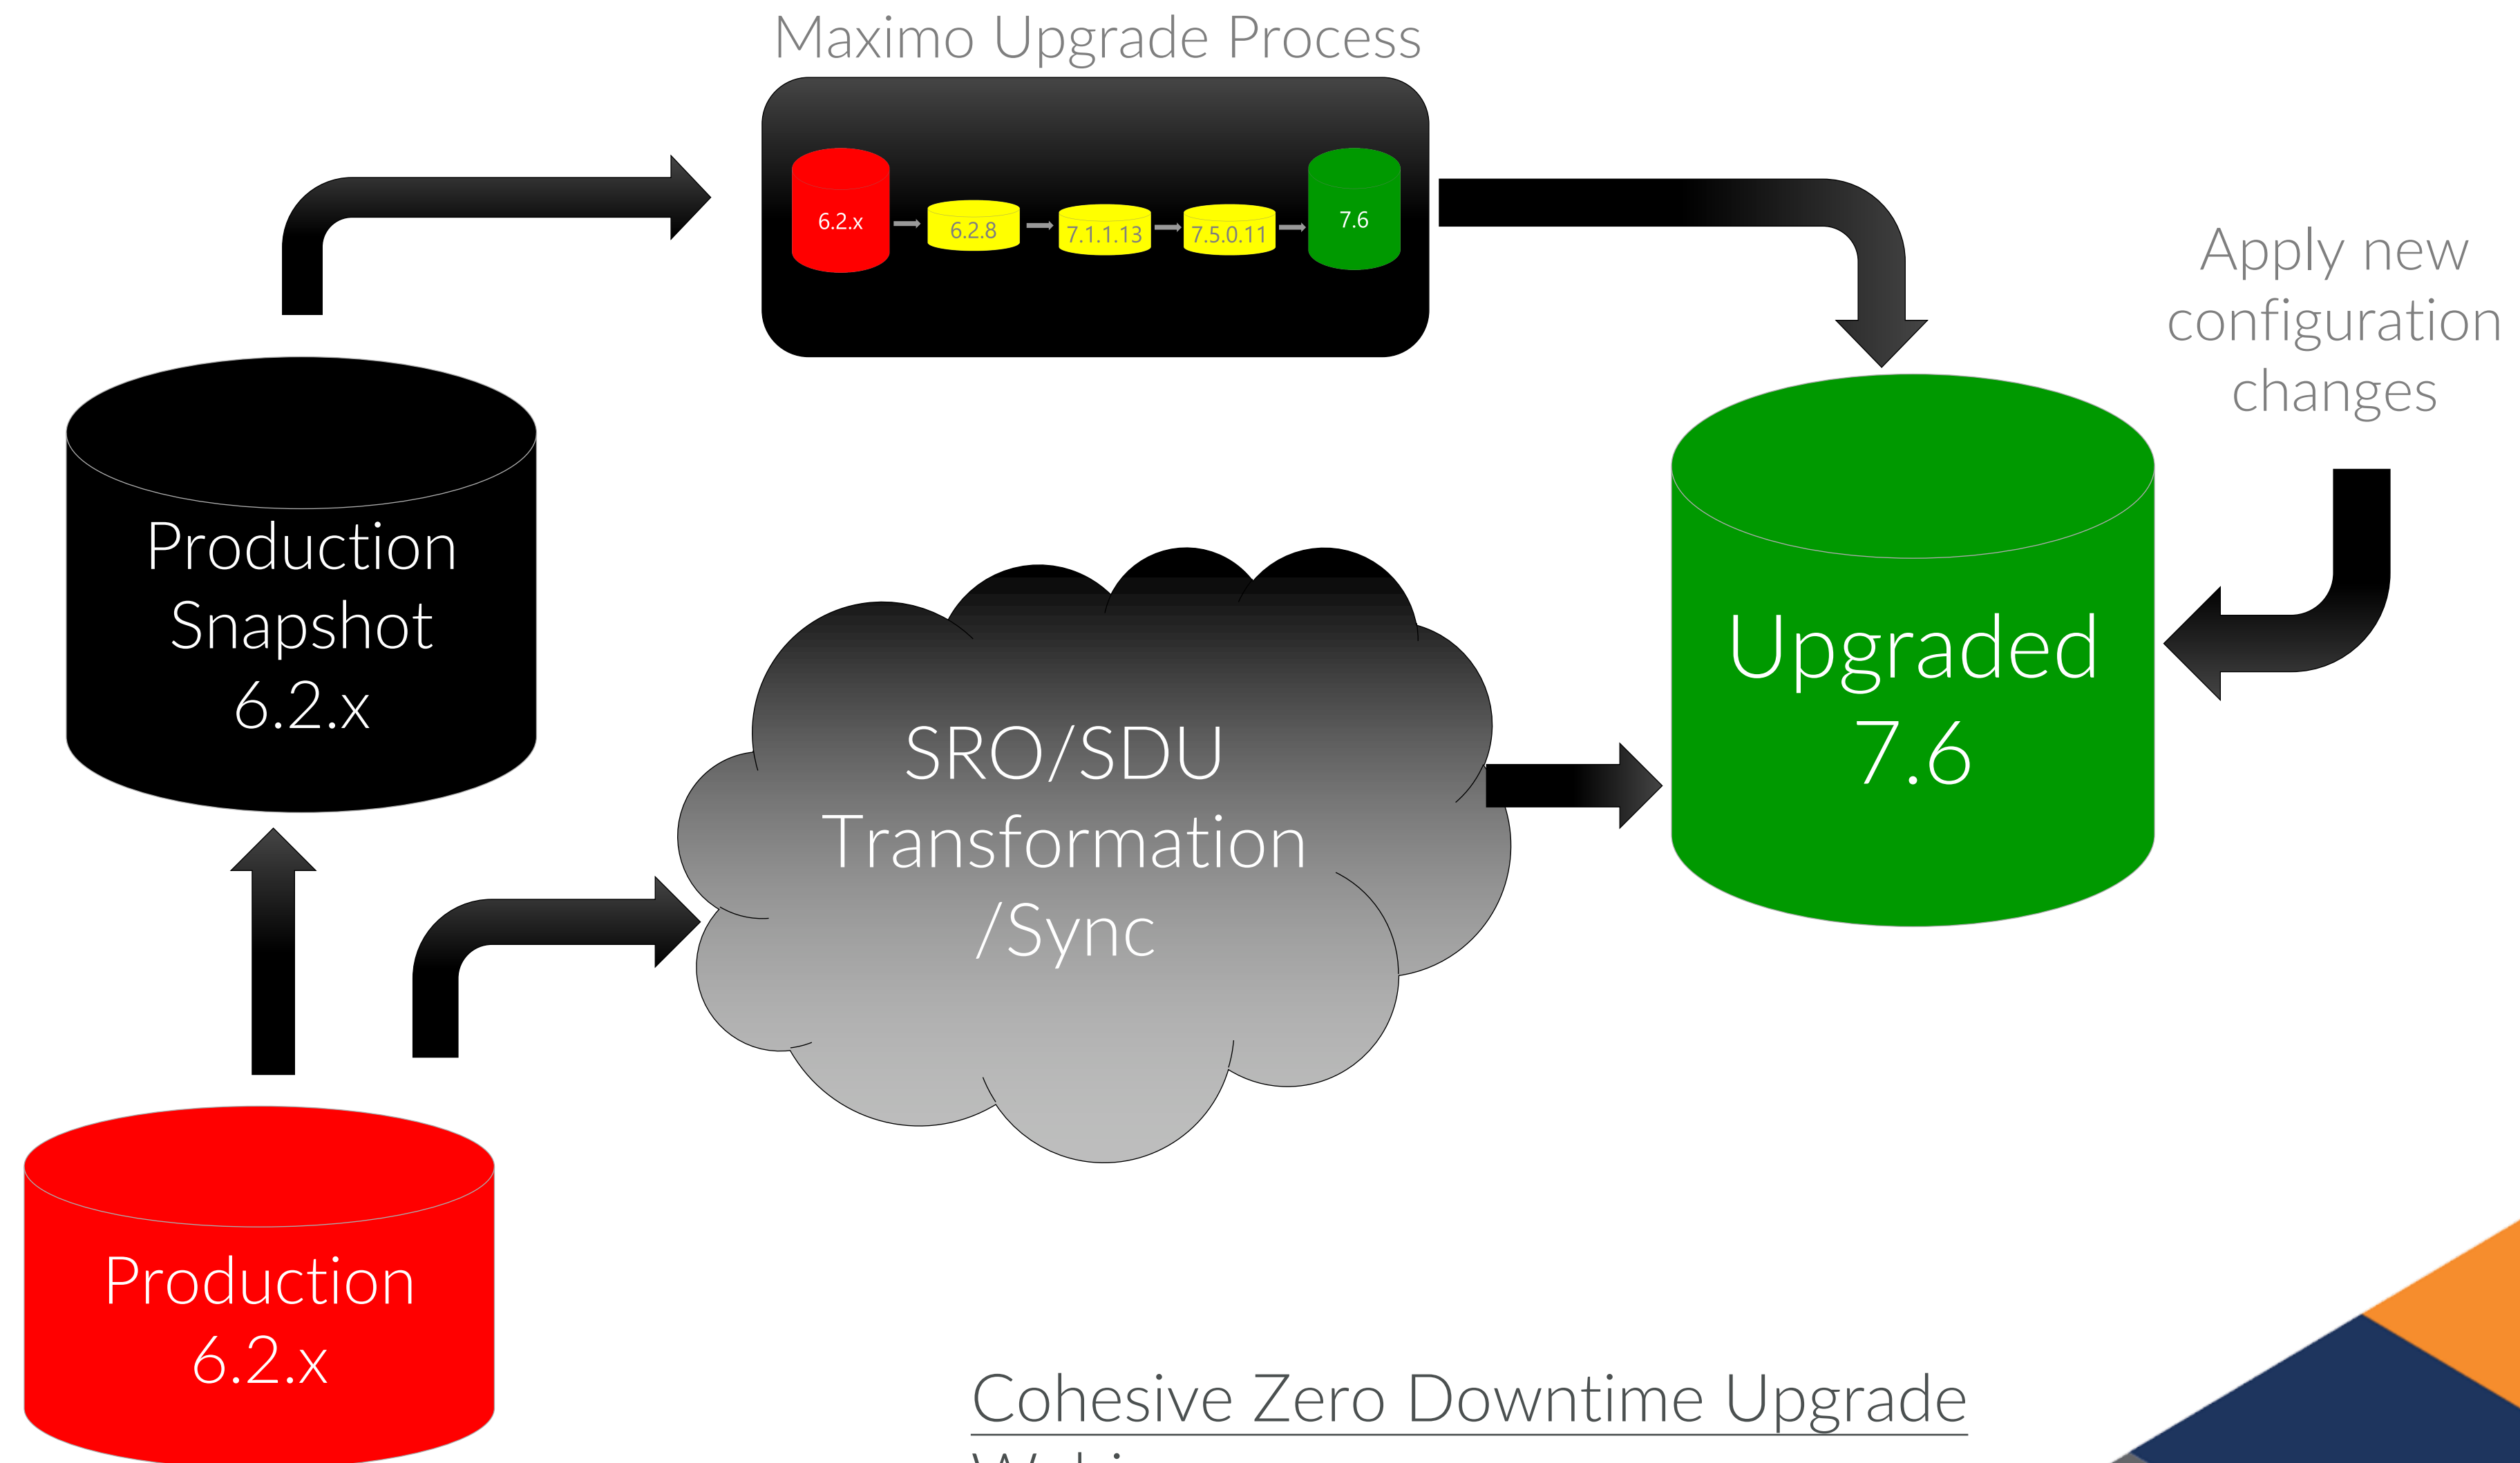 Maximo Upgrade Process
6.2.x
6.2.8
7.1.1.13
7.5.0.11
7.6
Apply new
configuration
changes
Production
Snapshot
6.2.x
SRO/SDU
Transformation
/Sync
Upgraded
7.6
Production
6.2.x
Cohesive Zero Downtime Upgrade